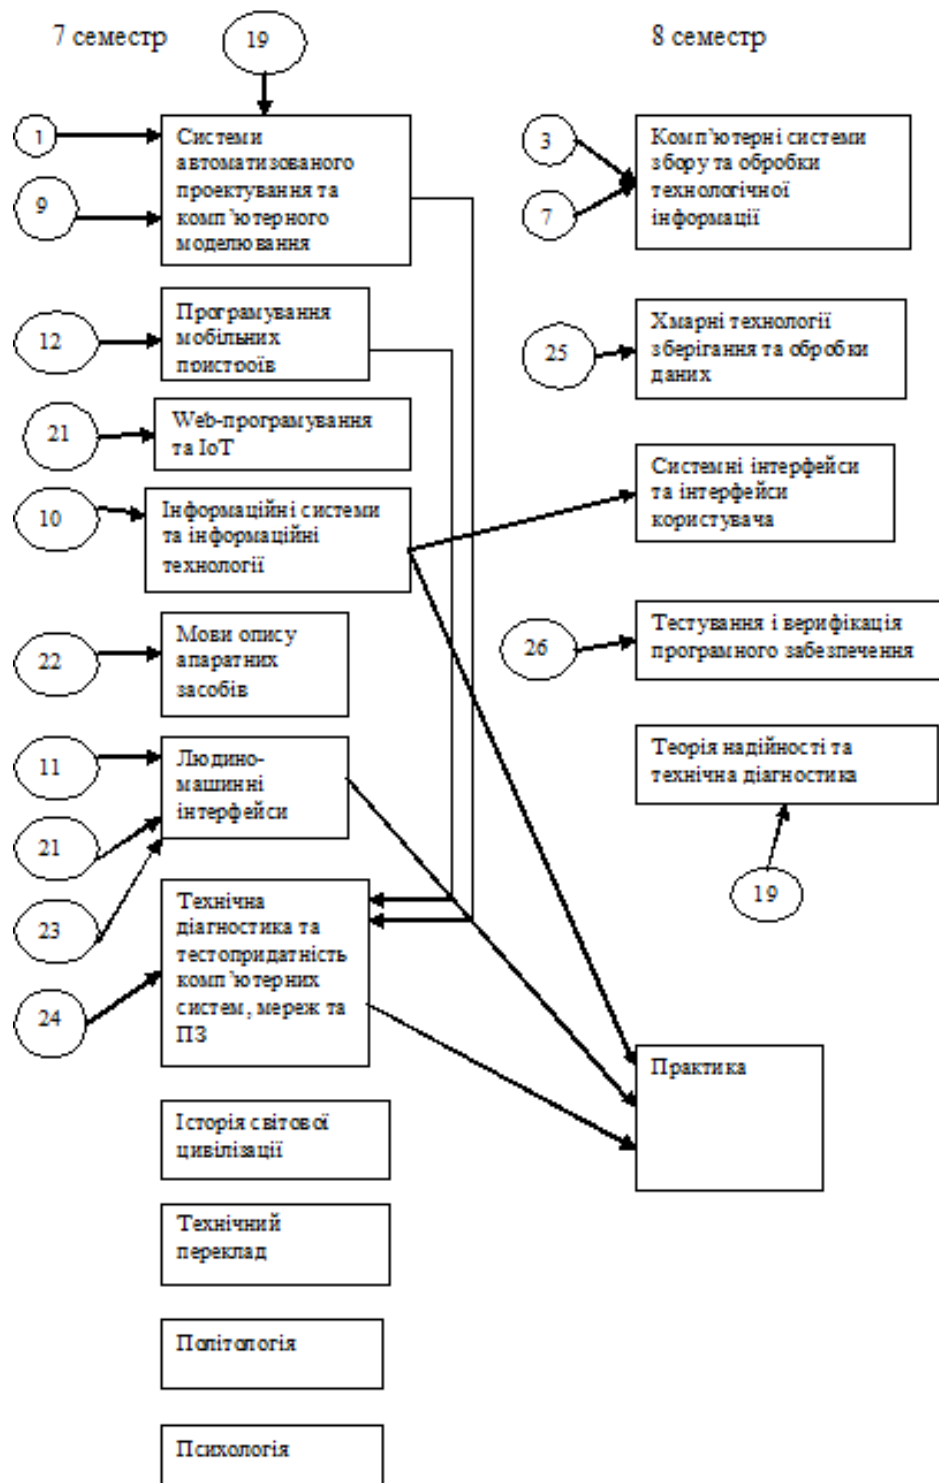 7 семестр
19
1
9
Системи
автоматизованого
проектування та
комп’ютерного
моделювання
12
Програмування
мобільних
пристроїв
21
Web-програмування
та IoT
10
Інформаційні системи
та інформаційні
технології
22
Мови опису
апаратних
засобів
11
21
23
Людино-
машинні
інтерфейси
24
Технічна
діагностика та
тестопридатність
комп’ютерних
систем, мереж та
ПЗ
Історія світової
цивілізації
Технічний
переклад
Політологія
Психологія
8 семестр
3
7
Комп’ютерні системи
збору та обробки
технологічної
інформації
25
Хмарні технології
зберігання та обробки
даних
Системні інтерфейси
та інтерфейси
користувача
26
Тестування і верифікація
програмного забезпечення
Теорія надійності та
технічна діагностика
19
Практика